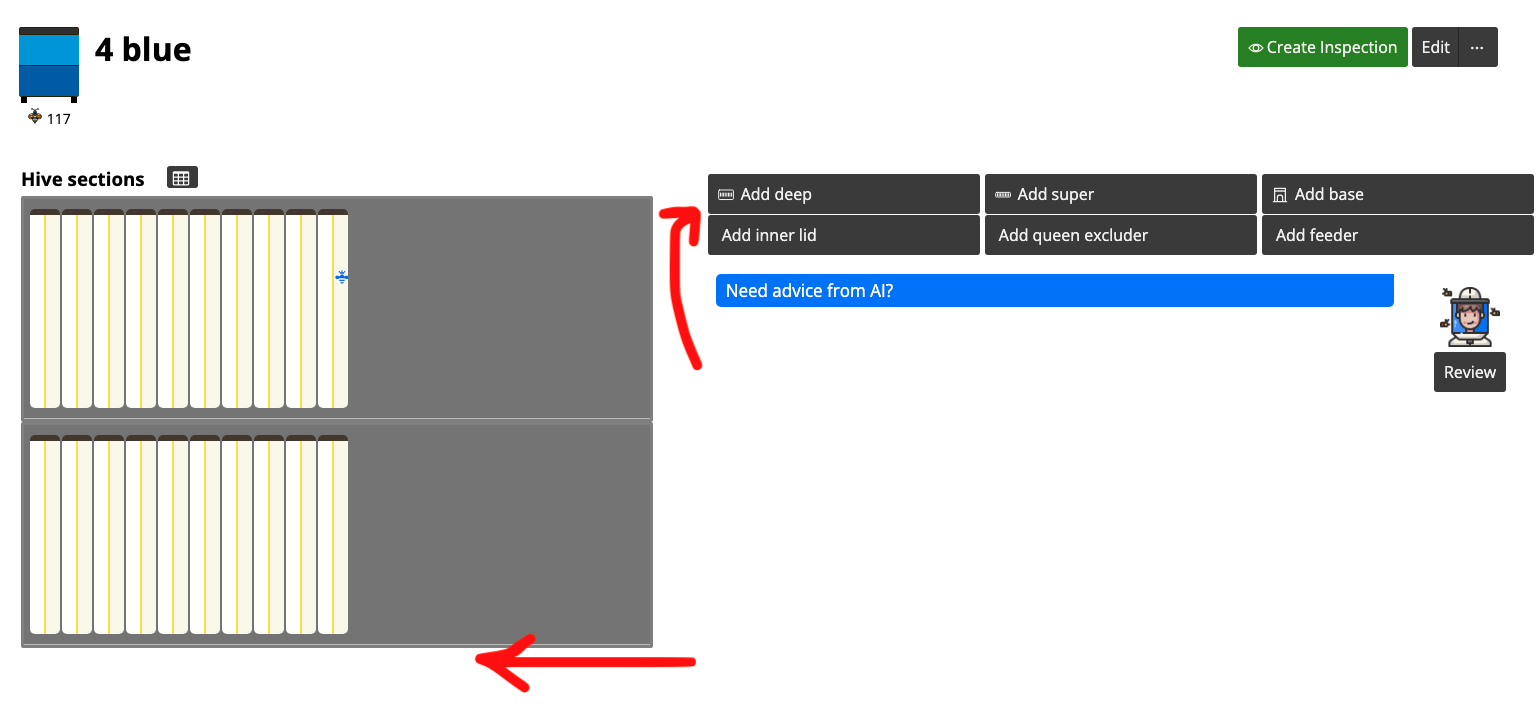 4 blue
Create Inspection
Edit
...
117
Hive sections
Add deep
Add super
Add base
Add inner lid
Add queen excluder
Add feeder
Need advice from AI?
Review